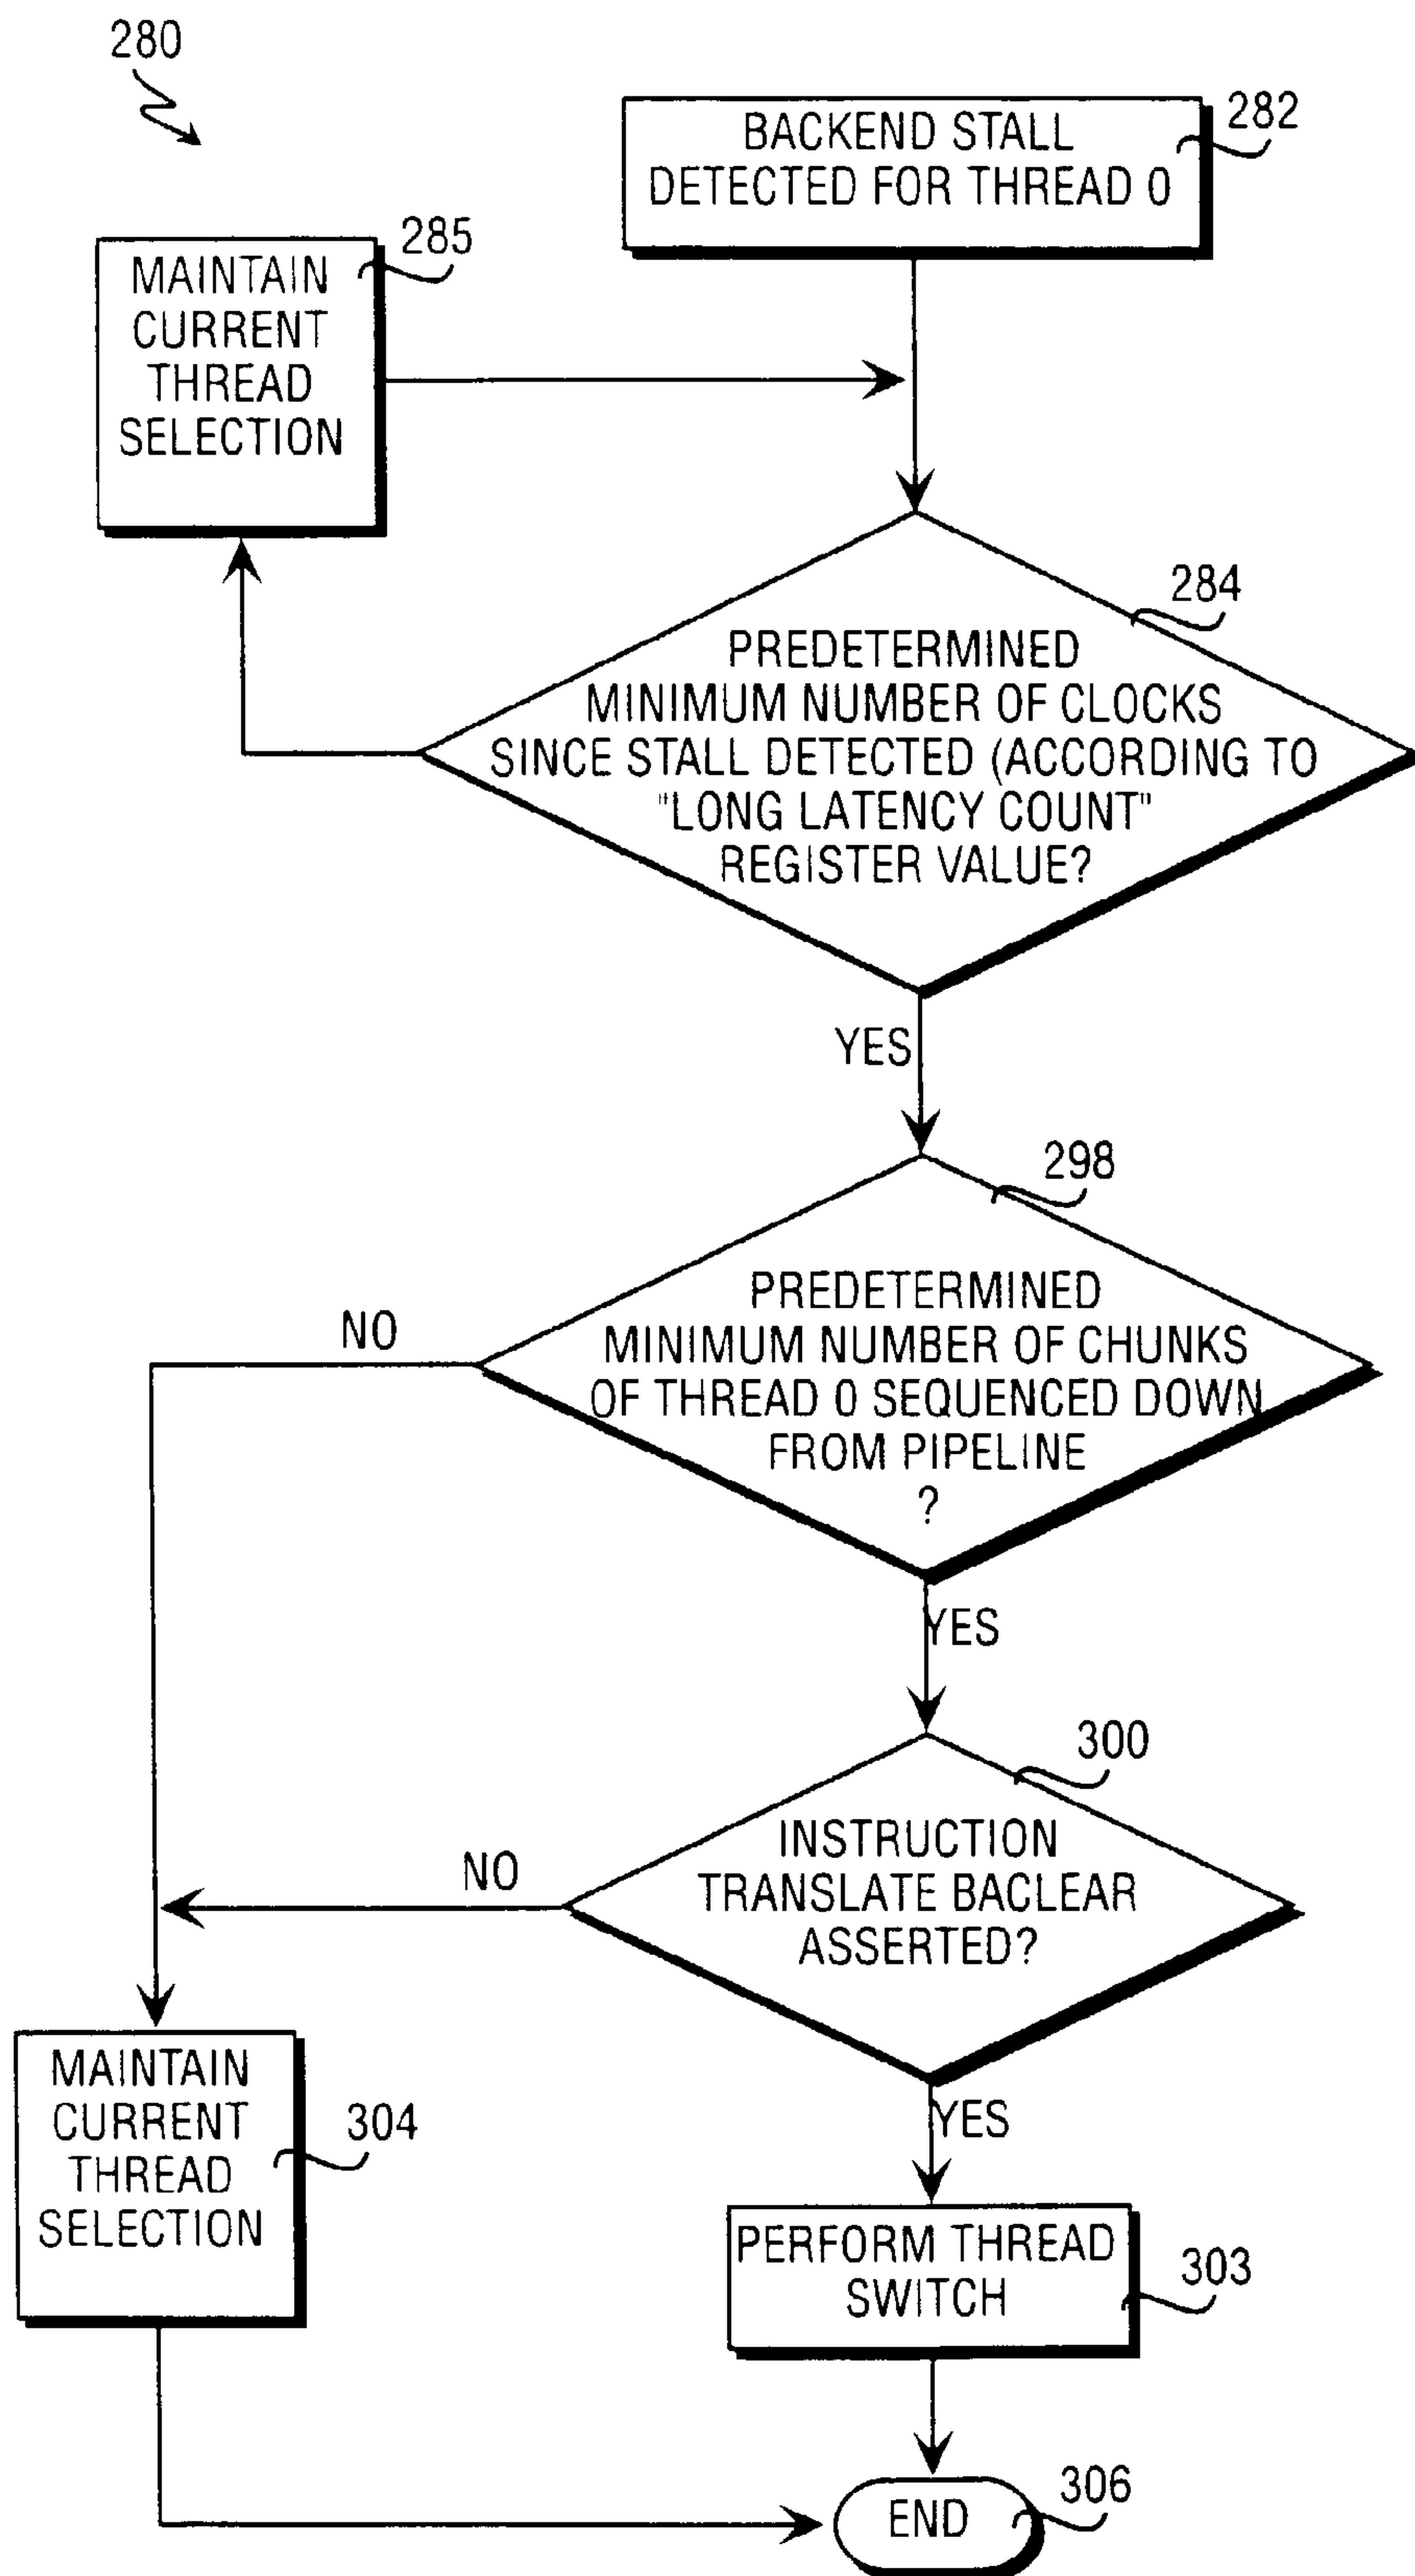 280
BACKEND STALL
DETECTED FOR THREAD 0
282
MAINTAIN
CURRENT
THREAD
SELECTION
285
284
PREDETERMINED
MINIMUM NUMBER OF CLOCKS
SINCE STALL DETECTED (ACCORDING TO
"LONG LATENCY COUNT"
REGISTER VALUE?
YES
298
PREDETERMINED
MINIMUM NUMBER OF CHUNKS
OF THREAD 0 SEQUENCED DOWN
FROM PIPELINE
?
NO
YES
300
INSTRUCTION
TRANSLATE BACLEAR
ASSERTED?
NO
YES
MAINTAIN
CURRENT
THREAD
SELECTION
304
PERFORM THREAD
SWITCH
303
END
306